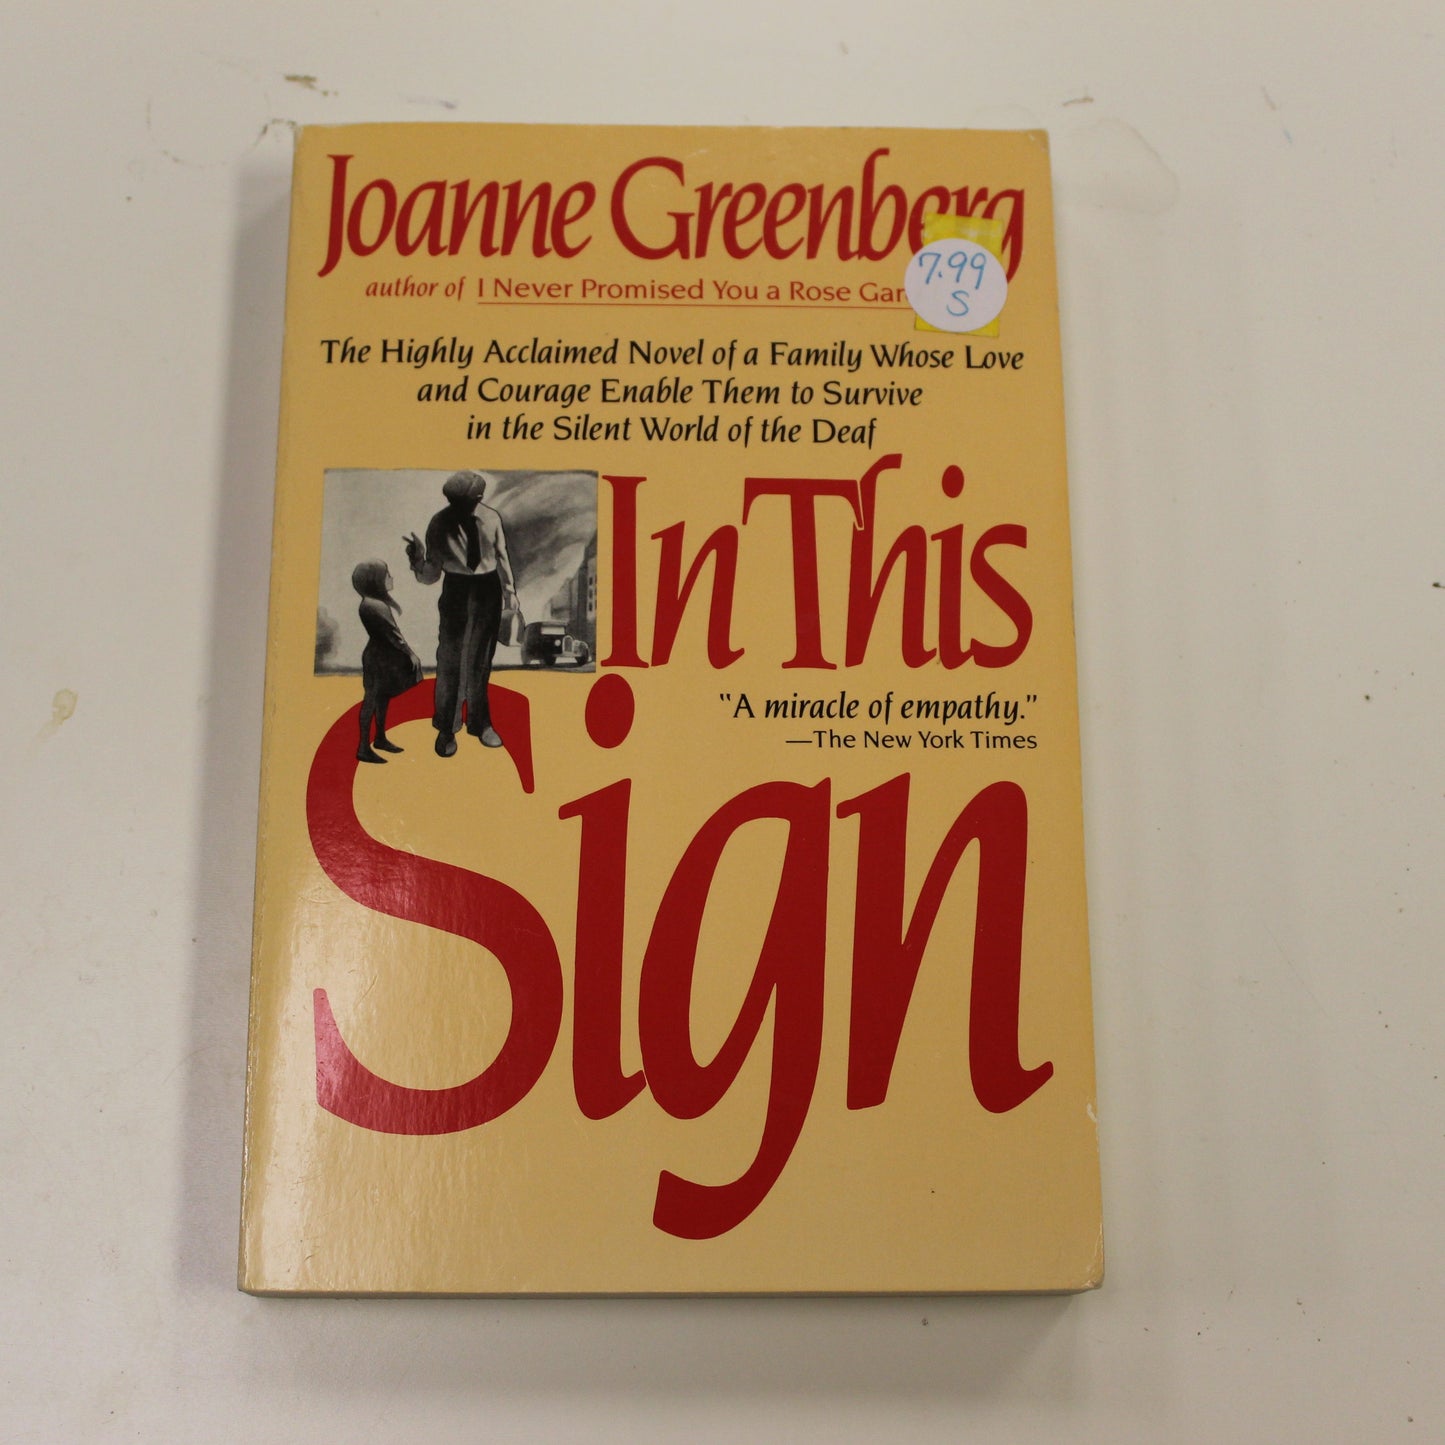 Joanne Greenberg
author of I Never Promised You a Rose
7.99
S
The Highly Acclaimed Novel of a Family Whose Love
and Courage Enable Them to Survive
in the Silent World of the Deaf
In This
Sign
"A miracle of empathy."
—The New York Times